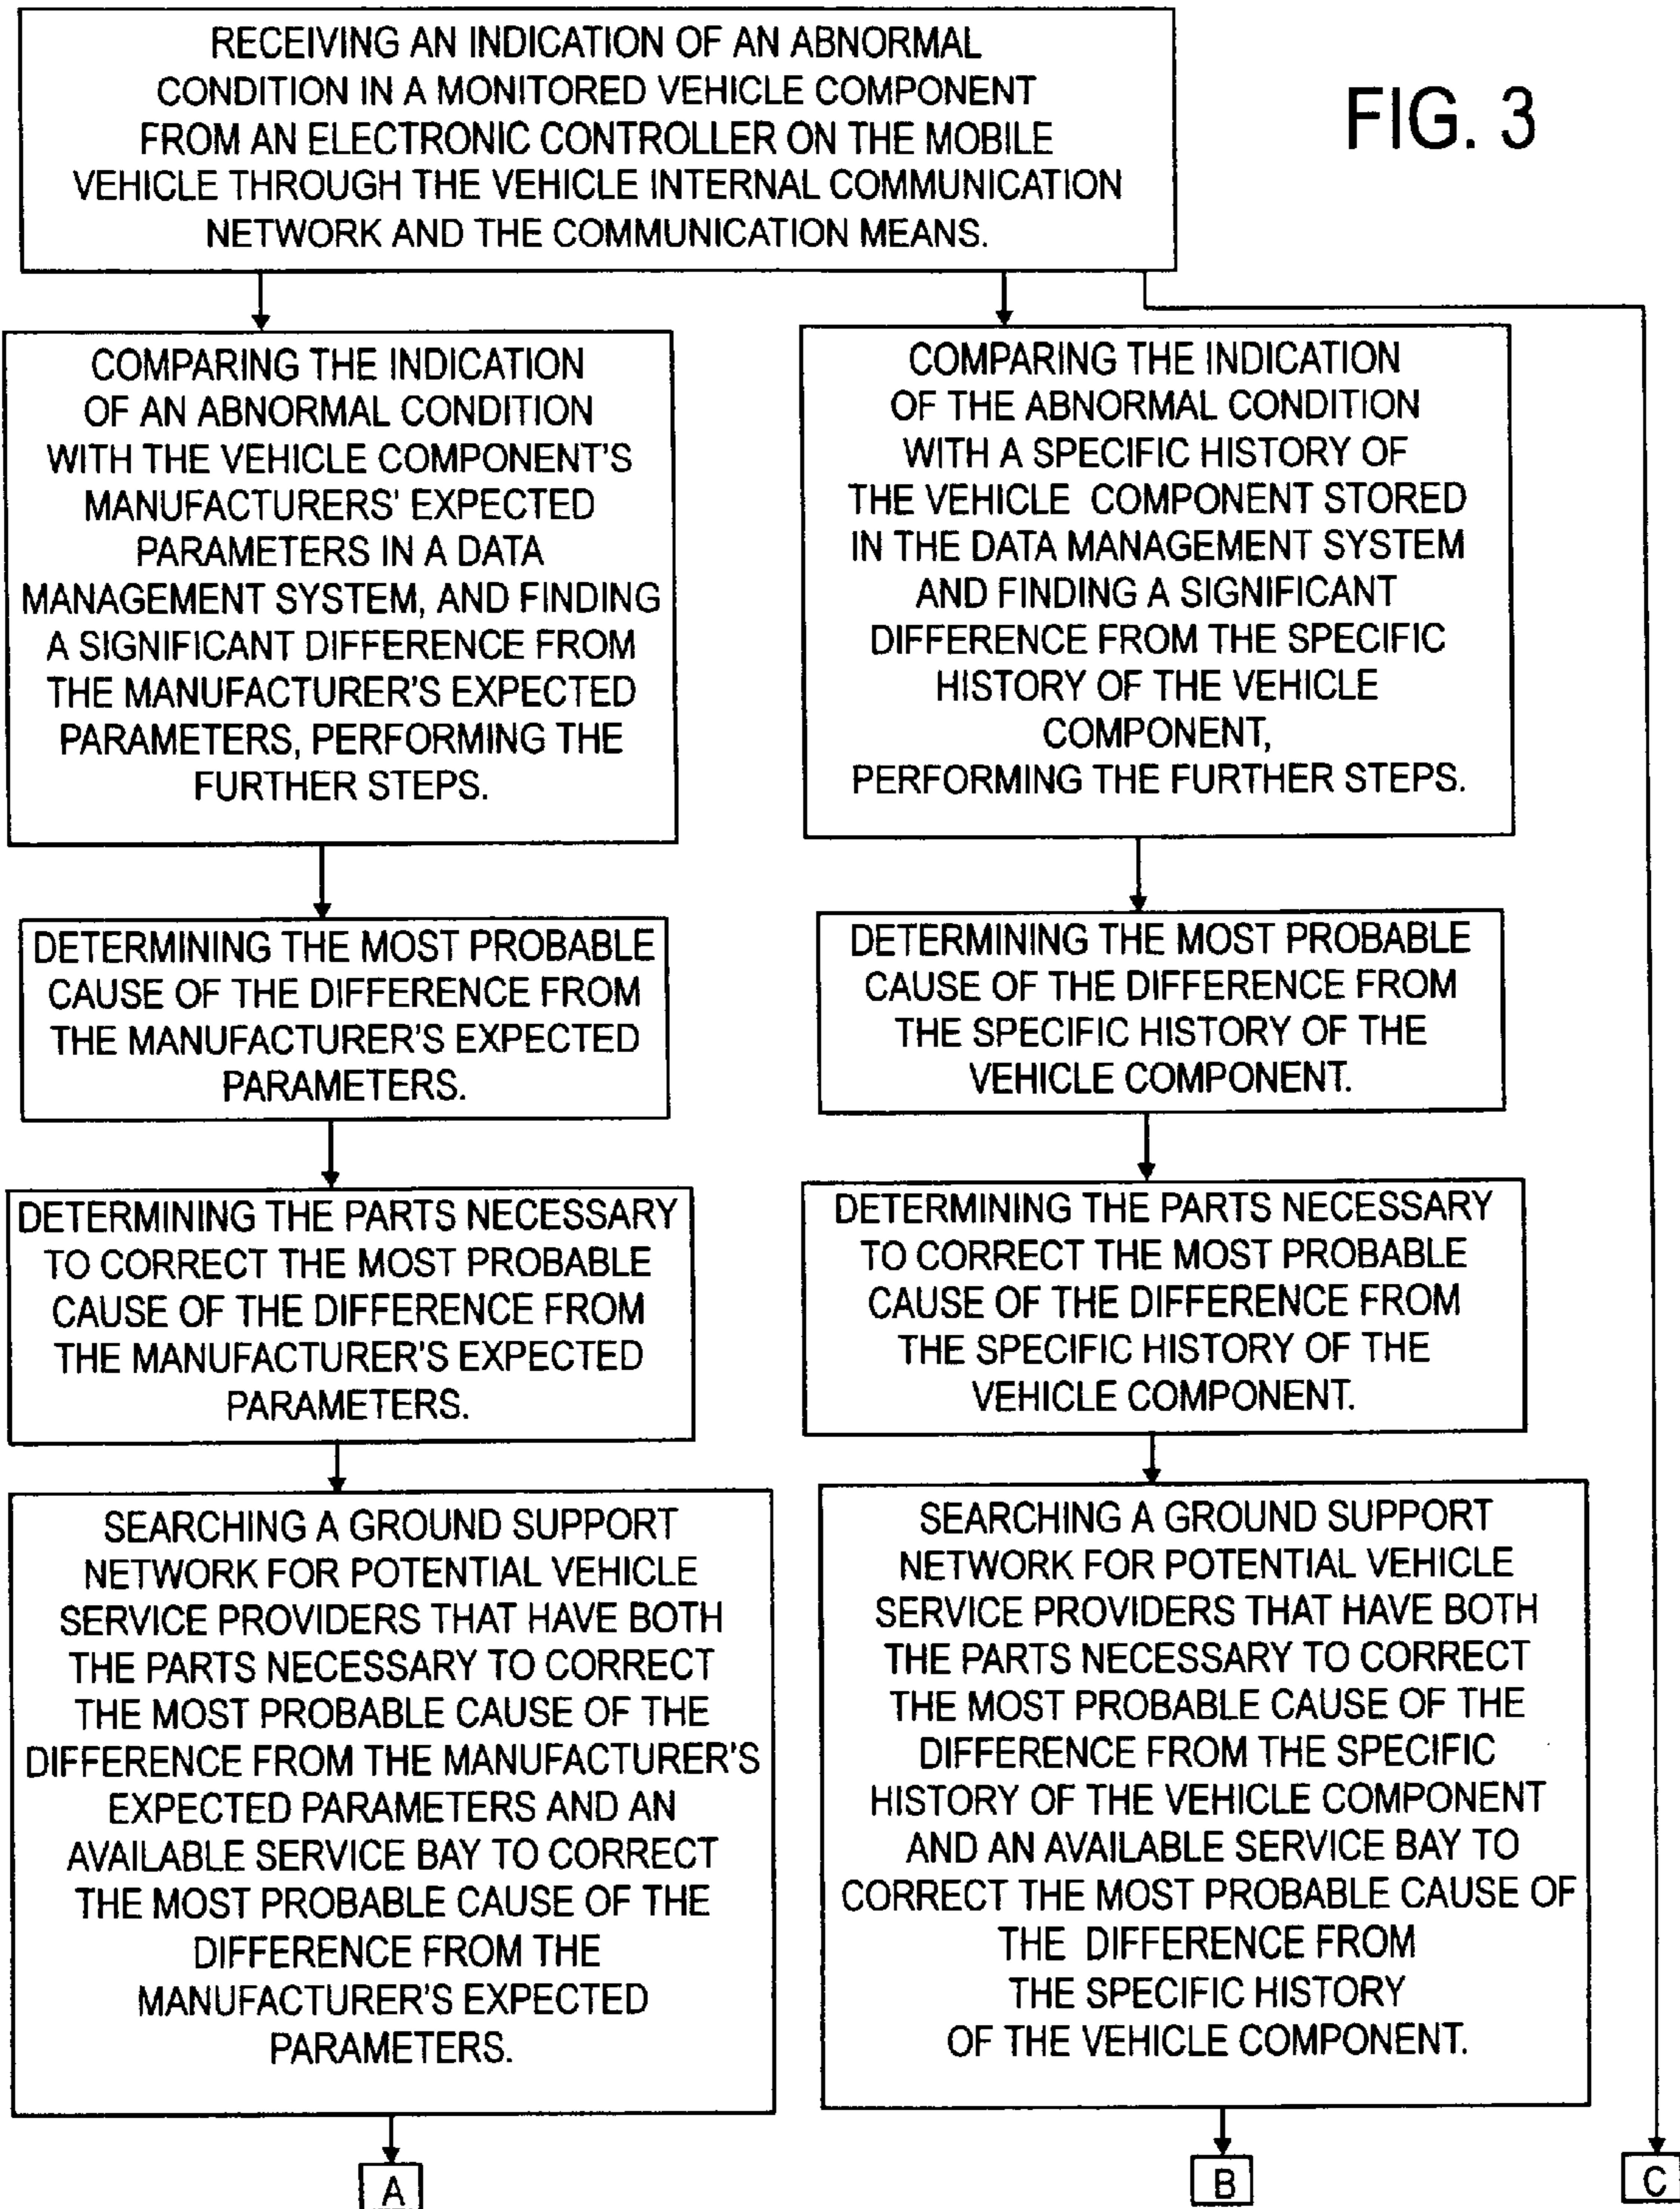 RECEIVING AN INDICATION OF AN ABNORMAL
CONDITION IN A MONITORED VEHICLE COMPONENT
FROM AN ELECTRONIC CONTROLLER ON THE MOBILE
VEHICLE THROUGH THE VEHICLE INTERNAL COMMUNICATION
NETWORK AND THE COMMUNICATION MEANS.
FIG. 3
COMPARING THE INDICATION
OF AN ABNORMAL CONDITION
WITH THE VEHICLE COMPONENT'S
MANUFACTURERS' EXPECTED
PARAMETERS IN A DATA
MANAGEMENT SYSTEM, AND FINDING
A SIGNIFICANT DIFFERENCE FROM
THE MANUFACTURER'S EXPECTED
PARAMETERS, PERFORMING THE
FURTHER STEPS.
DETERMINING THE MOST PROBABLE
CAUSE OF THE DIFFERENCE FROM
THE MANUFACTURER'S EXPECTED
PARAMETERS.
DETERMINING THE PARTS NECESSARY
TO CORRECT THE MOST PROBABLE
CAUSE OF THE DIFFERENCE FROM
THE MANUFACTURER'S EXPECTED
PARAMETERS.
SEARCHING A GROUND SUPPORT
NETWORK FOR POTENTIAL VEHICLE
SERVICE PROVIDERS THAT HAVE BOTH
THE PARTS NECESSARY TO CORRECT
THE MOST PROBABLE CAUSE OF THE
DIFFERENCE FROM THE MANUFACTURER'S
EXPECTED PARAMETERS AND AN
AVAILABLE SERVICE BAY TO CORRECT
THE MOST PROBABLE CAUSE OF THE
DIFFERENCE FROM THE
MANUFACTURER'S EXPECTED
PARAMETERS.
A
COMPARING THE INDICATION
OF THE ABNORMAL CONDITION
WITH A SPECIFIC HISTORY OF
THE VEHICLE COMPONENT STORED
IN THE DATA MANAGEMENT SYSTEM
AND FINDING A SIGNIFICANT
DIFFERENCE FROM THE SPECIFIC
HISTORY OF THE VEHICLE
COMPONENT,
PERFORMING THE FURTHER STEPS.
DETERMINING THE MOST PROBABLE
CAUSE OF THE DIFFERENCE FROM
THE SPECIFIC HISTORY OF THE
VEHICLE COMPONENT.
DETERMINING THE PARTS NECESSARY
TO CORRECT THE MOST PROBABLE
CAUSE OF THE DIFFERENCE FROM
THE SPECIFIC HISTORY OF THE
VEHICLE COMPONENT.
SEARCHING A GROUND SUPPORT
NETWORK FOR POTENTIAL VEHICLE
SERVICE PROVIDERS THAT HAVE BOTH
THE PARTS NECESSARY TO CORRECT
THE MOST PROBABLE CAUSE OF THE
DIFFERENCE FROM THE SPECIFIC
HISTORY OF THE VEHICLE COMPONENT
AND AN AVAILABLE SERVICE BAY TO
CORRECT THE MOST PROBABLE CAUSE OF
THE DIFFERENCE FROM
THE SPECIFIC HISTORY
OF THE VEHICLE COMPONENT.
B
C